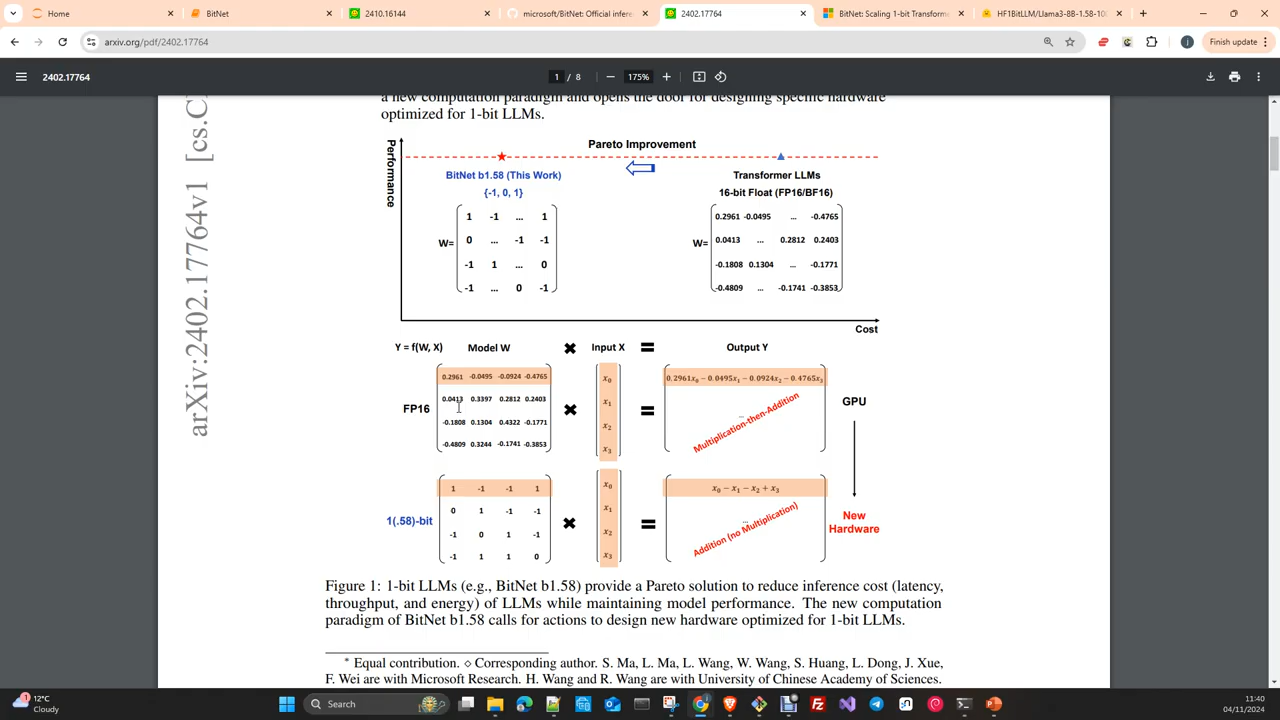 Home
BitNet
2410.16144
microsoft/BitNet: Official infere
2402.17764
BitNet: Scaling 1-bit Transform
HF1BitLLM/Llama3-8B-1.58-100
arxiv.org/pdf/2402.17764
Finish update
2402.17764
1 / 8
175%
a new computation paradigm and opens the door for designing specific hardware
optimized for 1-bit LLMs.
arXiv:2402.17764v1 [cs.C
Performance
Pareto Improvement
BitNet b1.58 (This Work)
{-1, 0, 1}
Transformer LLMs
16-bit Float (FP16/BF16)
W=
1 -1 ... 1
0 ... -1 -1
-1 1 ... 0
-1 ... 0 -1
W=
0.2961 -0.0495 ... -0.4765
0.0413 ... 0.2812 0.2403
-0.1808 0.1304 ... -0.1771
-0.4809 ... -0.1741 -0.3853
Cost
Y = f(W, X) Model W Input X Output Y
FP16
0.2961 -0.0495 -0.0924 -0.4765
0.0413 0.3397 0.2812 0.2403
-0.1808 0.1304 0.4322 -0.1771
-0.4809 0.3244 -0.1741 -0.3853
x0
x1
x2
x3
0.2961x0 − 0.0495x1 − 0.0924x2 − 0.4765x3
...
Multiplication-then-Addition
GPU
1(.58)-bit
1 -1 -1 1
0 1 -1 -1
-1 0 1 -1
-1 1 1 0
x0
x1
x2
x3
x0 − x1 − x2 + x3
...
Addition (no Multiplication)
New
Hardware
Figure 1: 1-bit LLMs (e.g., BitNet b1.58) provide a Pareto solution to reduce inference cost (latency,
throughput, and energy) of LLMs while maintaining model performance. The new computation
paradigm of BitNet b1.58 calls for actions to design new hardware optimized for 1-bit LLMs.
* Equal contribution. ⋄ Corresponding author. S. Ma, L. Ma, L. Wang, W. Wang, S. Huang, L. Dong, J. Xue,
F. Wei are with Microsoft Research. H. Wang and R. Wang are with University of Chinese Academy of Sciences.
12°C
Cloudy
Search
11:40
04/11/2024